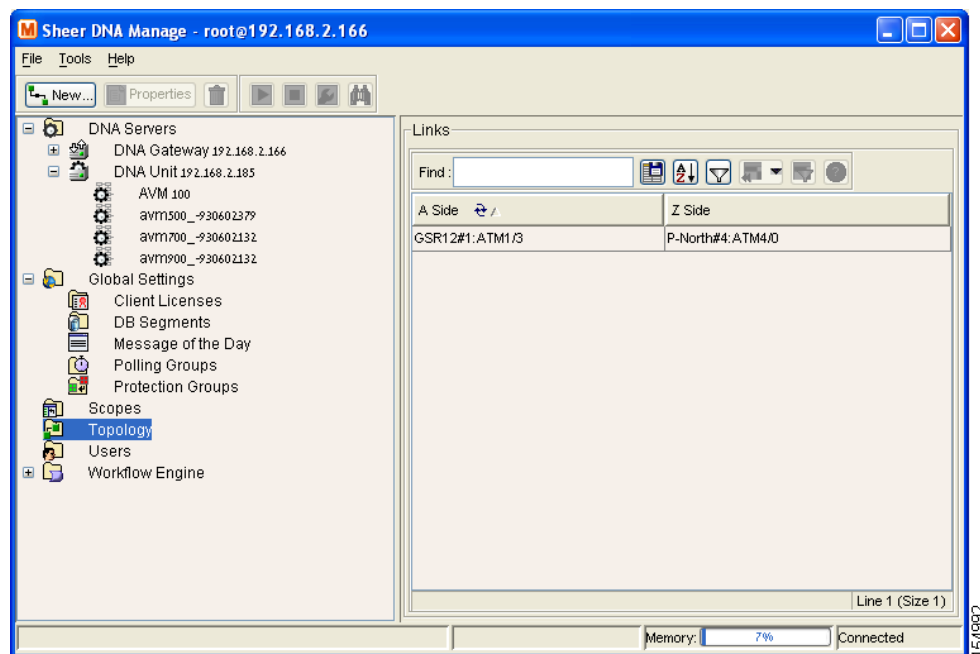 Sheer DNA Manage - root@192.168.2.166
File Tools Help
New... Properties
DNA Servers
DNA Gateway 192.168.2.166
DNA Unit 192.168.2.185
AVM 100
avm500_-930602379
avm700_-930602132
avm900_-930602132
Global Settings
Client Licenses
DB Segments
Message of the Day
Polling Groups
Protection Groups
Scopes
Topology
Users
Workflow Engine
Links
Find :
A Side Z Side
GSR12#1:ATM1/3 P-North#4:ATM4/0
Line 1 (Size 1)
Memory: 7% Connected